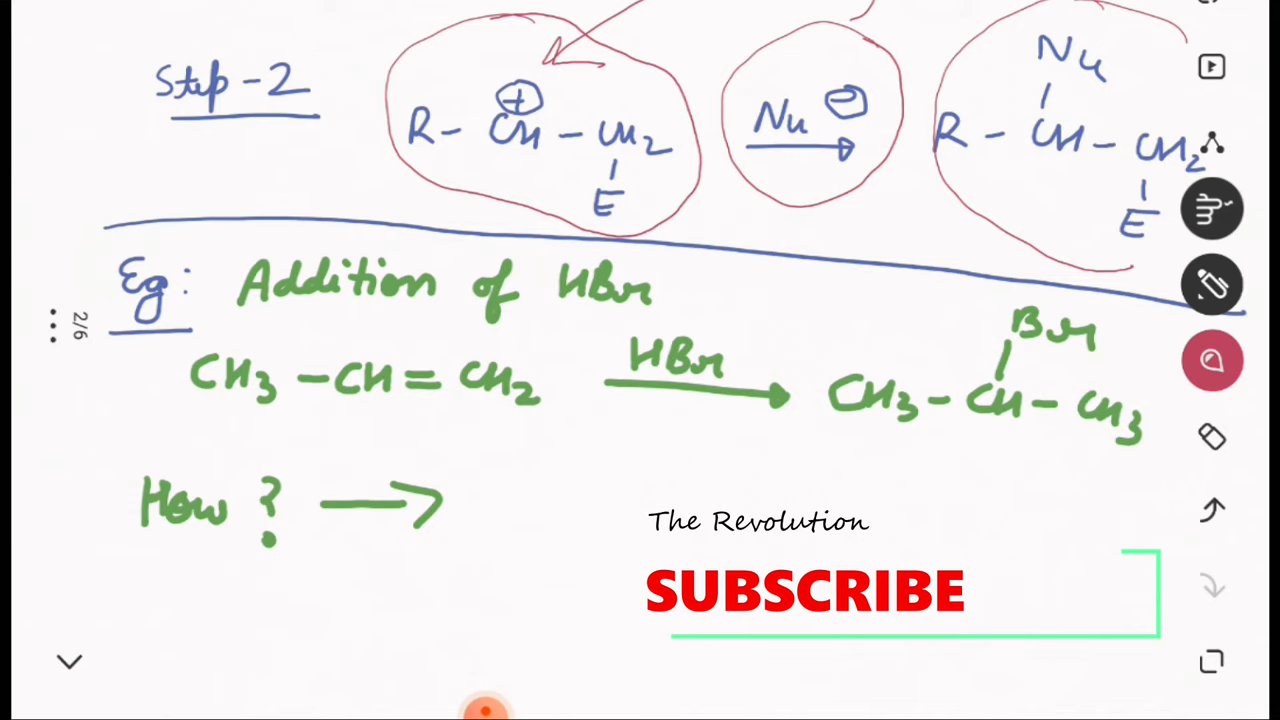 Nu
Step-2 R - CH⊕ - CH2 Nu⊖ → R - CH - CH2
E E
Eg: Addition of HBr
Br
CH3 - CH = CH2 HBr → CH3 - CH - CH3
How? →
2/6
The Revolution
SUBSCRIBE